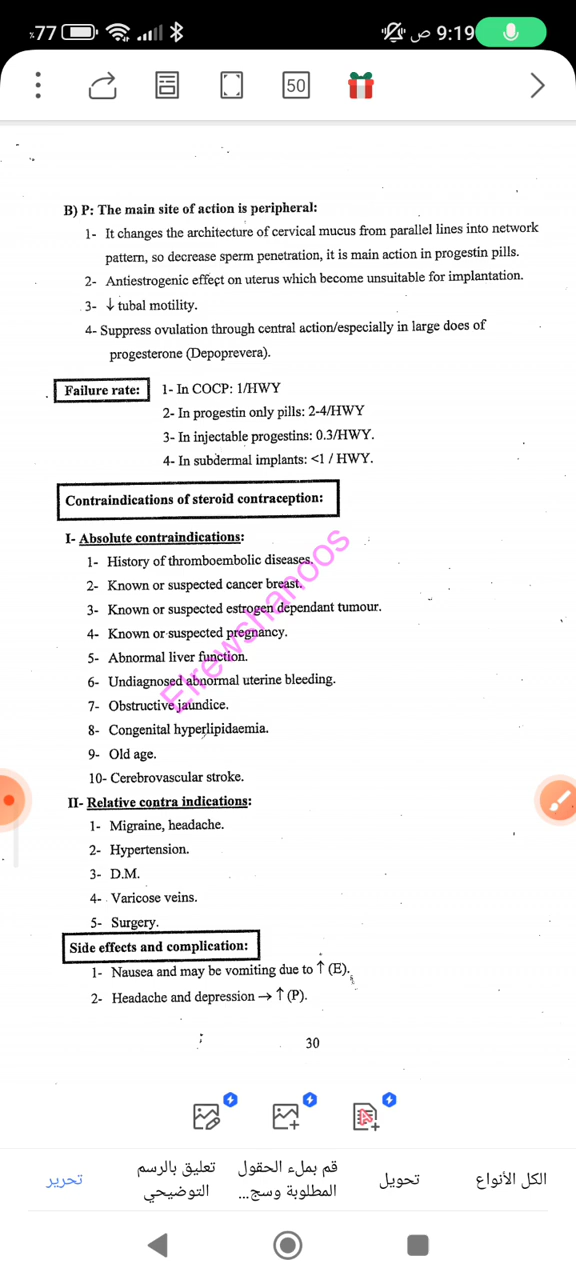 %77
9:19 ص
50
B) P: The main site of action is peripheral:
1- It changes the architecture of cervical mucus from parallel lines into network
pattern, so decrease sperm penetration, it is main action in progestin pills.
2- Antiestrogenic effect on uterus which become unsuitable for implantation.
3- ↓ tubal motility.
4- Suppress ovulation through central action/especially in large does of
progesterone (Depoprevera).
Failure rate: 1- In COCP: 1/HWY
2- In progestin only pills: 2-4/HWY
3- In injectable progestins: 0.3/HWY.
4- In subdermal implants: <1 / HWY.
Contraindications of steroid contraception:
I- Absolute contraindications:
1- History of thromboembolic diseases.
2- Known or suspected cancer breast.
3- Known or suspected estrogen dependant tumour.
4- Known or suspected pregnancy.
5- Abnormal liver function.
6- Undiagnosed abnormal uterine bleeding.
7- Obstructive jaundice.
8- Congenital hyperlipidaemia.
9- Old age.
10- Cerebrovascular stroke.
Elrewshanoos
II- Relative contra indications:
1- Migraine, headache.
2- Hypertension.
3- D.M.
4- Varicose veins.
5- Surgery.
Side effects and complication:
1- Nausea and may be vomiting due to ↑ (E).
2- Headache and depression → ↑ (P).
30
الكل الأنواع
تحويل
قم بملء الحقول
المطلوبة وسج...
تعليق بالرسم
التوضيحي
تحرير